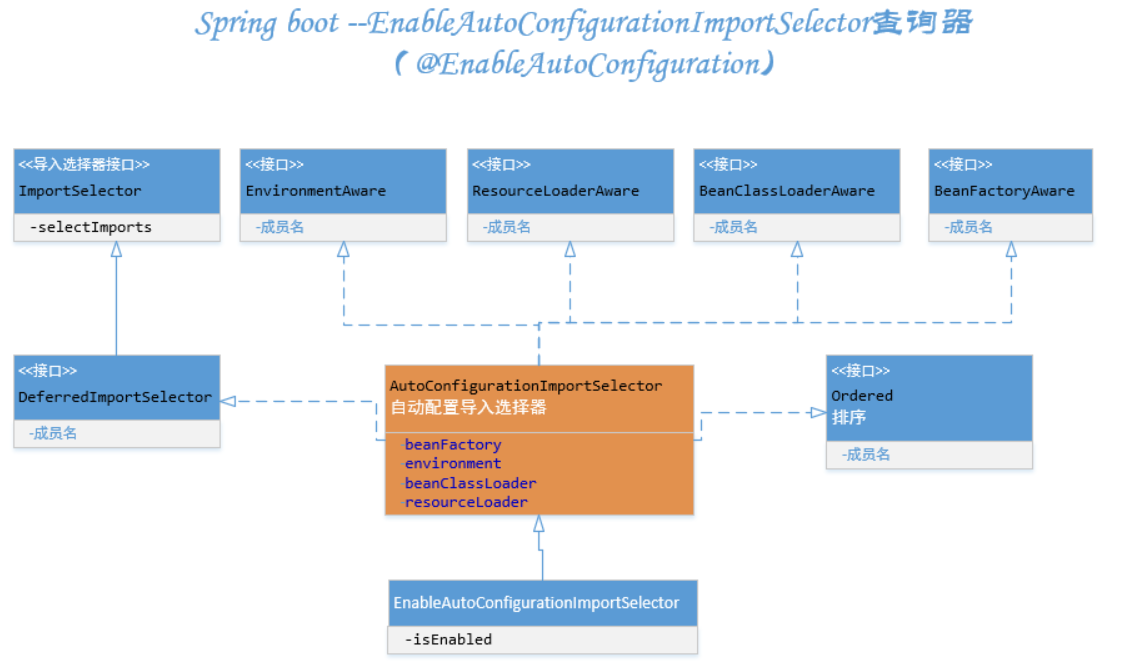 Spring boot --EnableAutoConfigurationImportSelector查询器
（@EnableAutoConfiguration）
<<导入选择器接口>>
ImportSelector
-selectImports
<<接口>>
EnvironmentAware
-成员名
<<接口>>
ResourceLoaderAware
-成员名
<<接口>>
BeanClassLoaderAware
-成员名
<<接口>>
BeanFactoryAware
-成员名
<<接口>>
DeferredImportSelector
-成员名
AutoConfigurationImportSelector
自动配置导入选择器
-beanFactory
-environment
-beanClassLoader
-resourceLoader
<<接口>>
Ordered
排序
-成员名
EnableAutoConfigurationImportSelector
-isEnabled